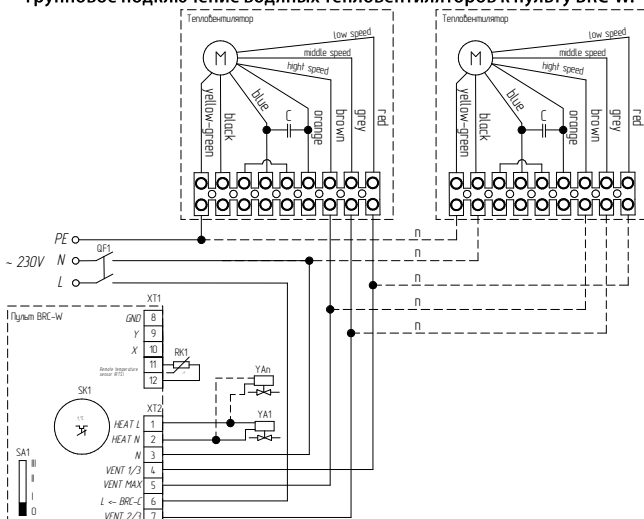 Групповое подключение водяных тепловентиляторов к пульту BRC-W.
Тепловентилятор
low speed
middle speed
hight speed
M
yellow-green
black
blue
C
orange
brown
grey
red
Тепловентилятор
low speed
middle speed
hight speed
M
yellow-green
black
blue
C
orange
brown
grey
red
PE
~ 230V
N
QF1
L
n
n
n
n
n
XT1
Пульт BRC-W
GND 8
Y 9
X 10
11
12
Remote temperature
sensor (RTS)
RK1
SK1
t°C
YAn
YA1
XT2
HEAT L 1
HEAT N 2
N 3
VENT 1/3 4
VENT MAX 5
L <- BRC-C 6
VENT 2/3 7
SA1
III
II
I
0